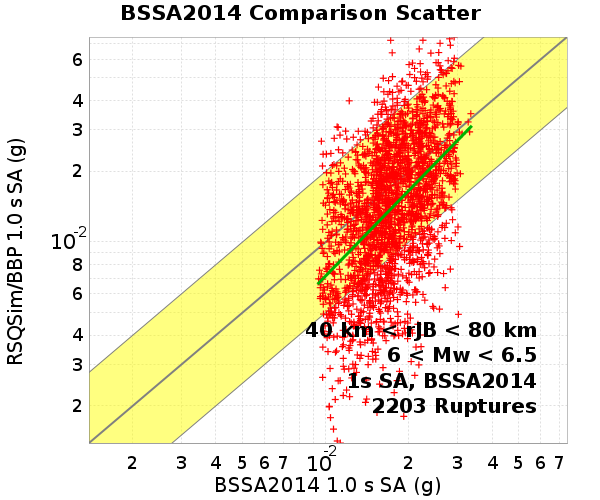 BSSA2014 Comparison Scatter
RSQSim/BBP 1.0 s SA (g)
6
4
3
2
10-2
8
6
4
3
2
40 km < rJB < 80 km
6 < Mw < 6.5
1s SA, BSSA2014
2203 Ruptures
2 3 4 5 6 7 10-2 2 3 4 5 6 7
BSSA2014 1.0 s SA (g)